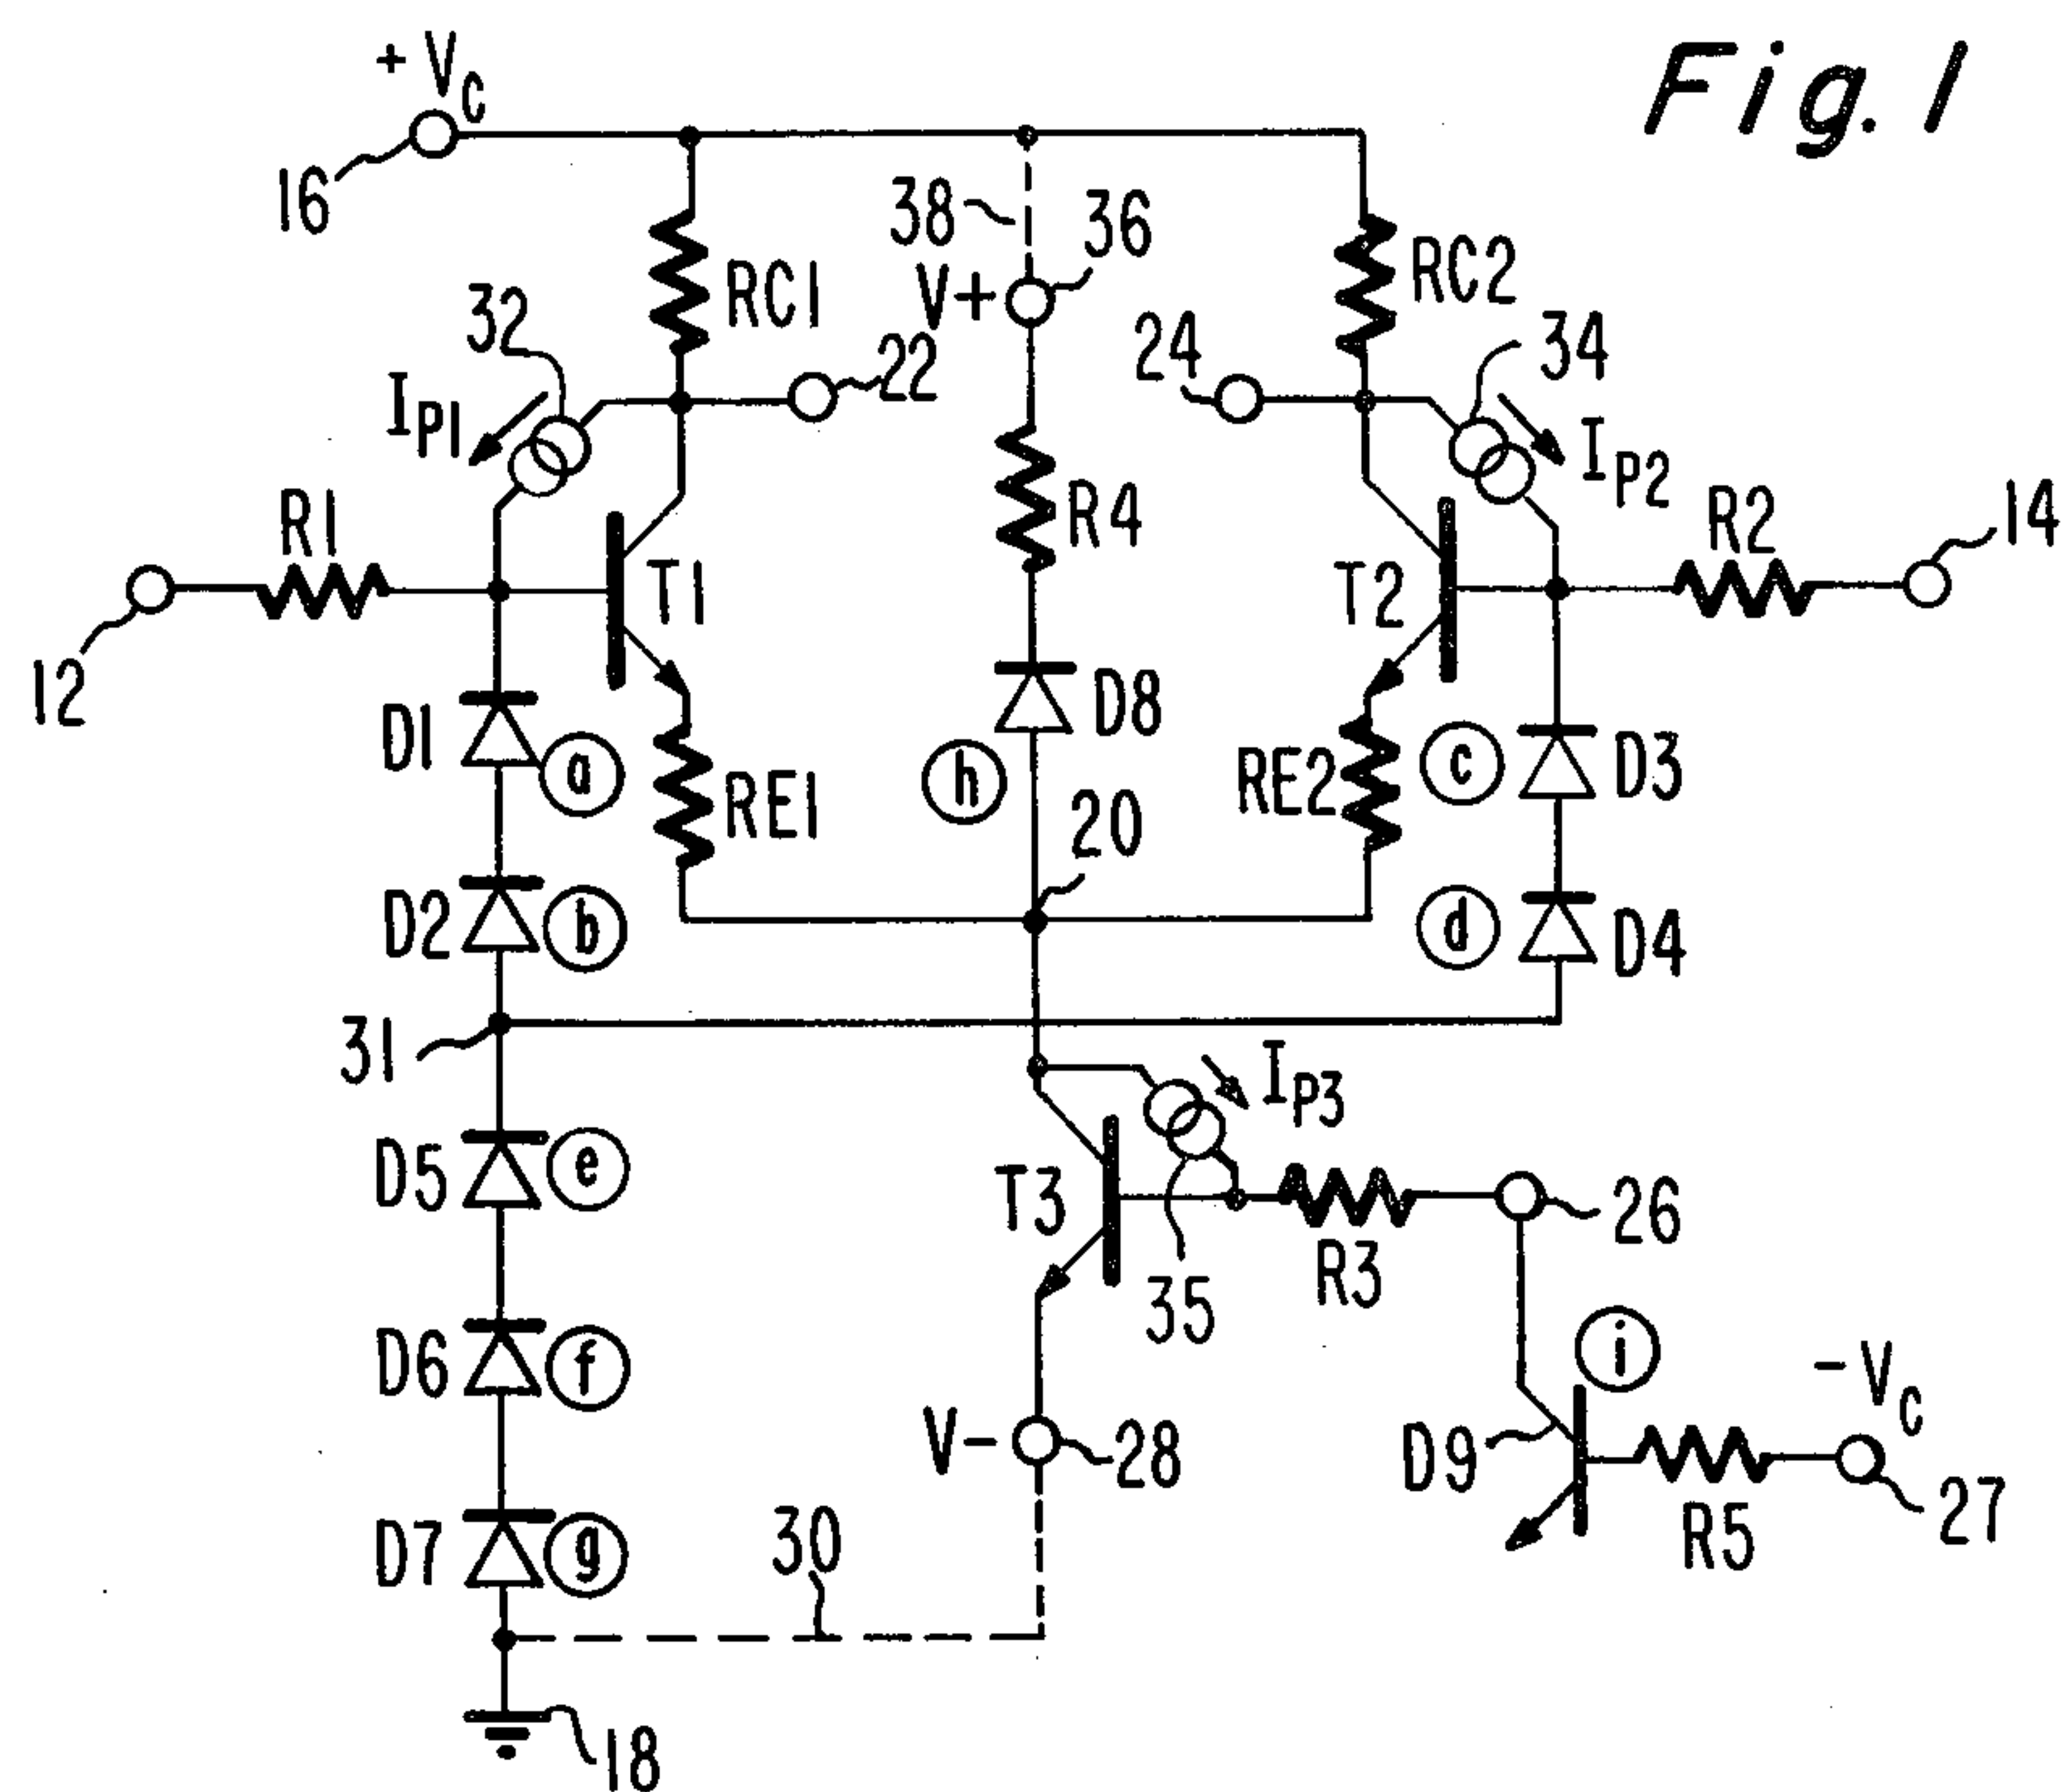 Fig. 1
+ VC
16
38
36
V+
RC1
RC2
32
22
24
34
IP1
IP2
R1
R4
R2
14
T1
T2
12
D1
a
RE1
D8
h
20
RE2
c
D3
D2
b
d
D4
31
IP3
D5
e
T3
26
R3
35
D6
f
i
- VC
V-
28
D9
27
R5
D7
g
30
18